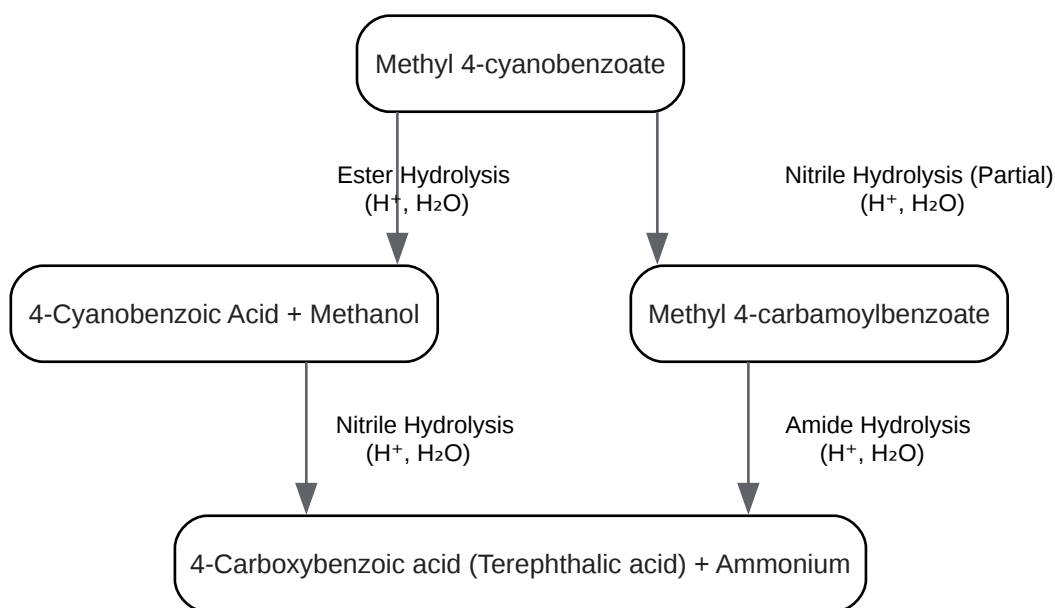 Methyl 4-cyanobenzoate
Ester Hydrolysis
(H⁺, H₂O)
Nitrile Hydrolysis (Partial)
(H⁺, H₂O)
4-Cyanobenzoic Acid + Methanol
Methyl 4-carbamoylbenzoate
Nitrile Hydrolysis
(H⁺, H₂O)
Amide Hydrolysis
(H⁺, H₂O)
4-Carboxybenzoic acid (Terephthalic acid) + Ammonium